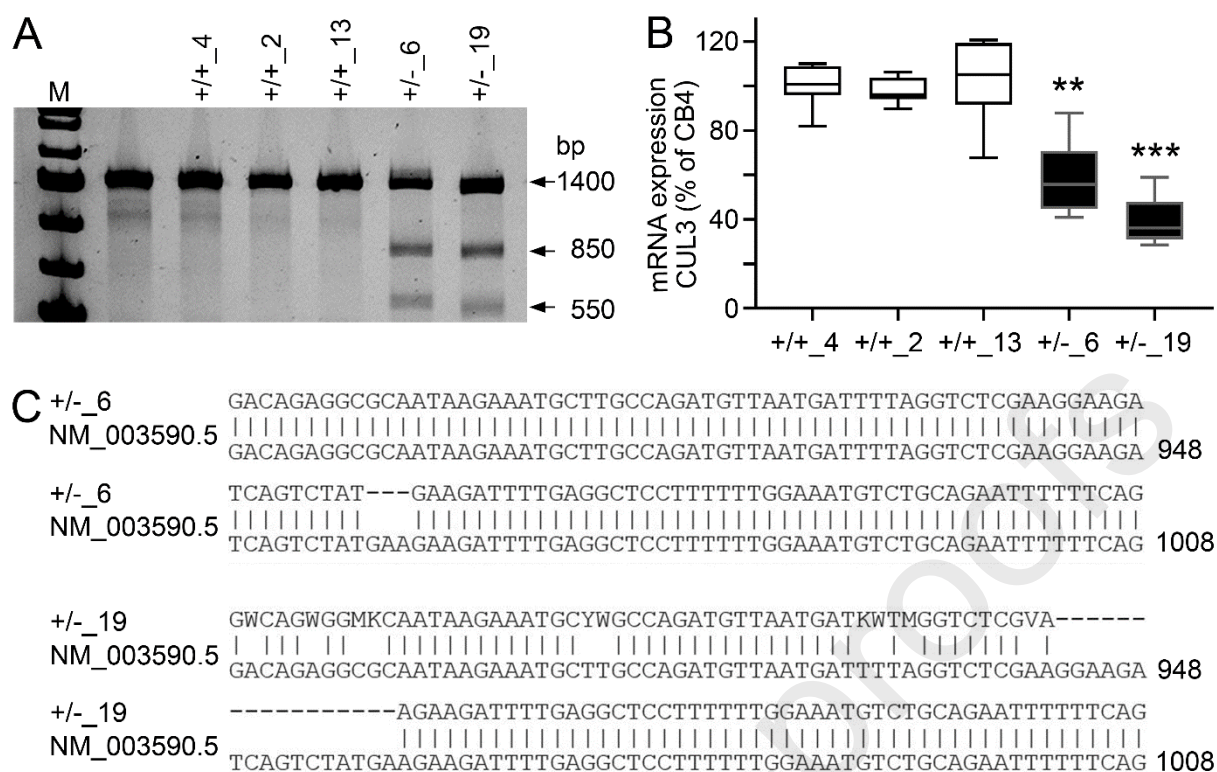 A
M
+/+_4
+/+_2
+/+_13
+/-_6
+/-_19
bp
1400
850
550
B
mRNA expression
CUL3 (% of CB4)
120
80
40
0
**
***
+/+_4 +/+_2 +/+_13 +/-_6 +/-_19
C
+/-_6 GACAGAGGCGCAATAAGAAATGCTTGCCAGATGTTAATGATTTTAGGTCTCGAAGGAAGA
NM_003590.5 GACAGAGGCGCAATAAGAAATGCTTGCCAGATGTTAATGATTTTAGGTCTCGAAGGAAGA 948
+/-_6 TCAGTCTAT---GAAGATTTTGAGGCTCCTTTTTTGGAAATGTCTGCAGAATTTTTTCAG
NM_003590.5 TCAGTCTATGAAGAAGATTTTGAGGCTCCTTTTTTGGAAATGTCTGCAGAATTTTTTCAG 1008
+/-_19 GWCAGWGGMKCAATAAGAAATGCYWGCCAGATGTTAATGATKWTMGGTCTCGVA------
NM_003590.5 GACAGAGGCGCAATAAGAAATGCTTGCCAGATGTTAATGATTTTAGGTCTCGAAGGAAGA 948
+/-_19 -----------AGAAGATTTTGAGGCTCCTTTTTTGGAAATGTCTGCAGAATTTTTTCAG
NM_003590.5 TCAGTCTATGAAGAAGATTTTGAGGCTCCTTTTTTGGAAATGTCTGCAGAATTTTTTCAG 1008
proofs